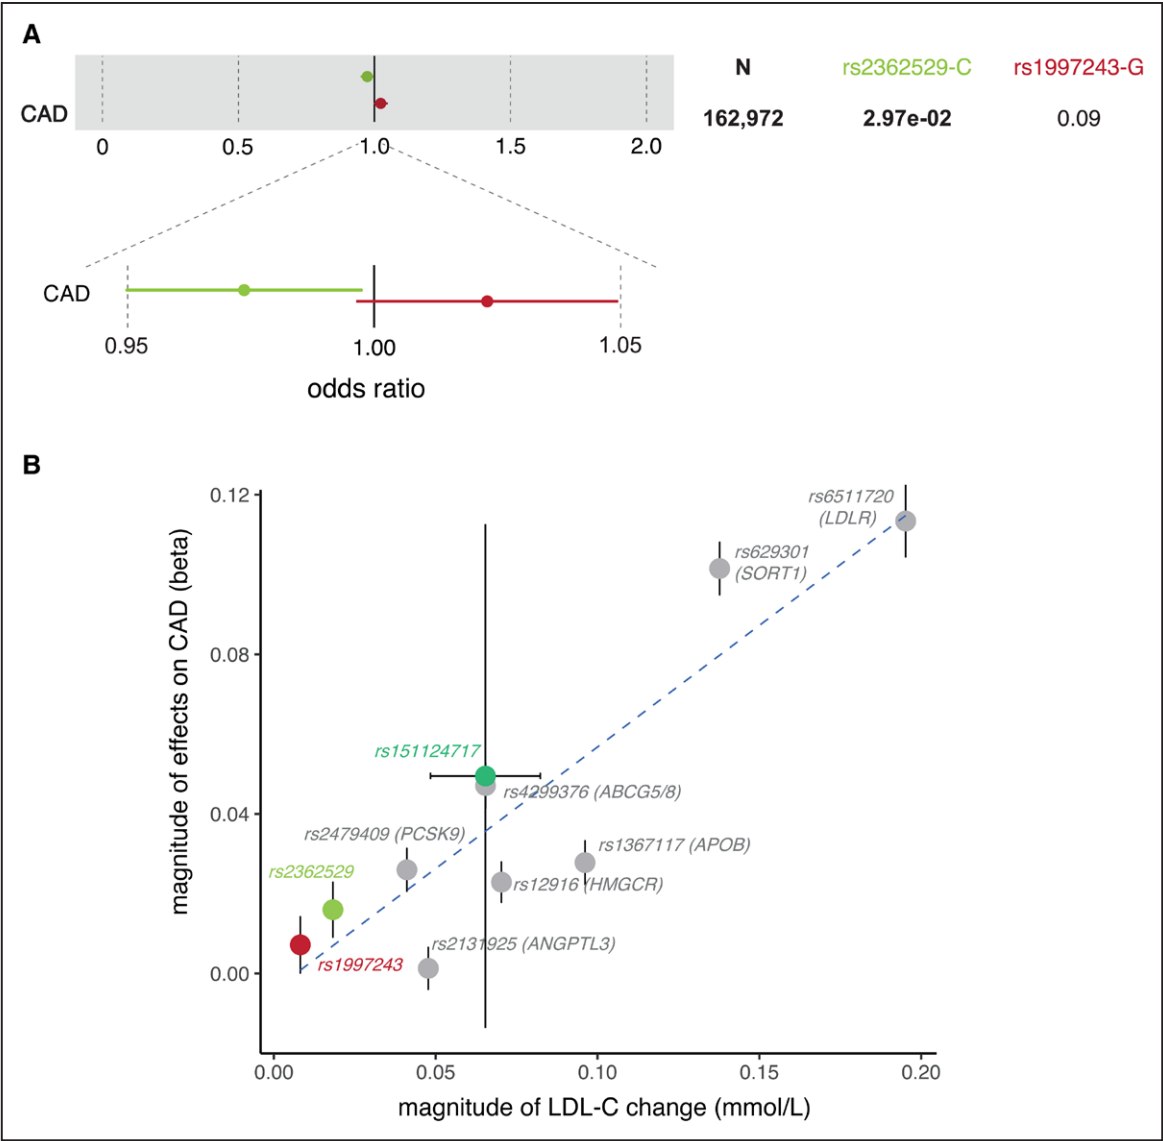 A
N rs2362529-C rs1997243-G
CAD 162,972 2.97e-02 0.09
0 0.5 1.0 1.5 2.0
CAD
0.95 1.00 1.05
odds ratio
B
0.12
rs6511720
(LDLR)
rs629301
(SORT1)
0.08
rs151124717
rs4299376 (ABCG5/8)
0.04
rs2479409 (PCSK9)
rs1367117 (APOB)
rs2362529
rs12916 (HMGCR)
rs2131925 (ANGPTL3)
rs1997243
0.00
magnitude of effects on CAD (beta)
0.00 0.05 0.10 0.15 0.20
magnitude of LDL-C change (mmol/L)